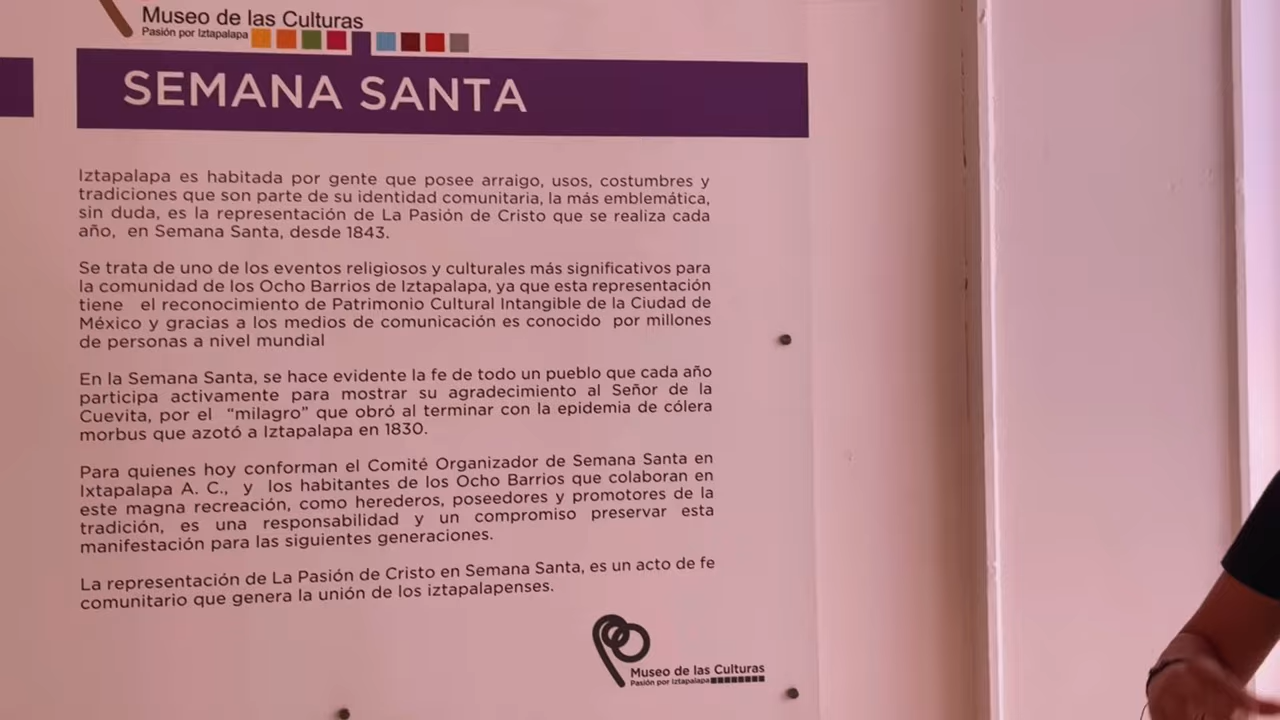 Museo de las Culturas
Pasión por Iztapalapa
SEMANA SANTA
Iztapalapa es habitada por gente que posee arraigo, usos, costumbres y
tradiciones que son parte de su identidad comunitaria, la más emblemática,
sin duda, es la representación de La Pasión de Cristo que se realiza cada
año, en Semana Santa, desde 1843.
Se trata de uno de los eventos religiosos y culturales más significativos para
la comunidad de los Ocho Barrios de Iztapalapa, ya que esta representación
tiene el reconocimiento de Patrimonio Cultural Intangible de la Ciudad de
México y gracias a los medios de comunicación es conocido por millones
de personas a nivel mundial
En la Semana Santa, se hace evidente la fe de todo un pueblo que cada año
participa activamente para mostrar su agradecimiento al Señor de la
Cuevita, por el “milagro” que obró al terminar con la epidemia de cólera
morbus que azotó a Iztapalapa en 1830.
Para quienes hoy conforman el Comité Organizador de Semana Santa en
Ixtapalapa A. C., y los habitantes de los Ocho Barrios que colaboran en
este magna recreación, como herederos, poseedores y promotores de la
tradición, es una responsabilidad y un compromiso preservar esta
manifestación para las siguientes generaciones.
La representación de La Pasión de Cristo en Semana Santa, es un acto de fe
comunitario que genera la unión de los iztapalapenses.
Museo de las Culturas
Pasión por Iztapalapa